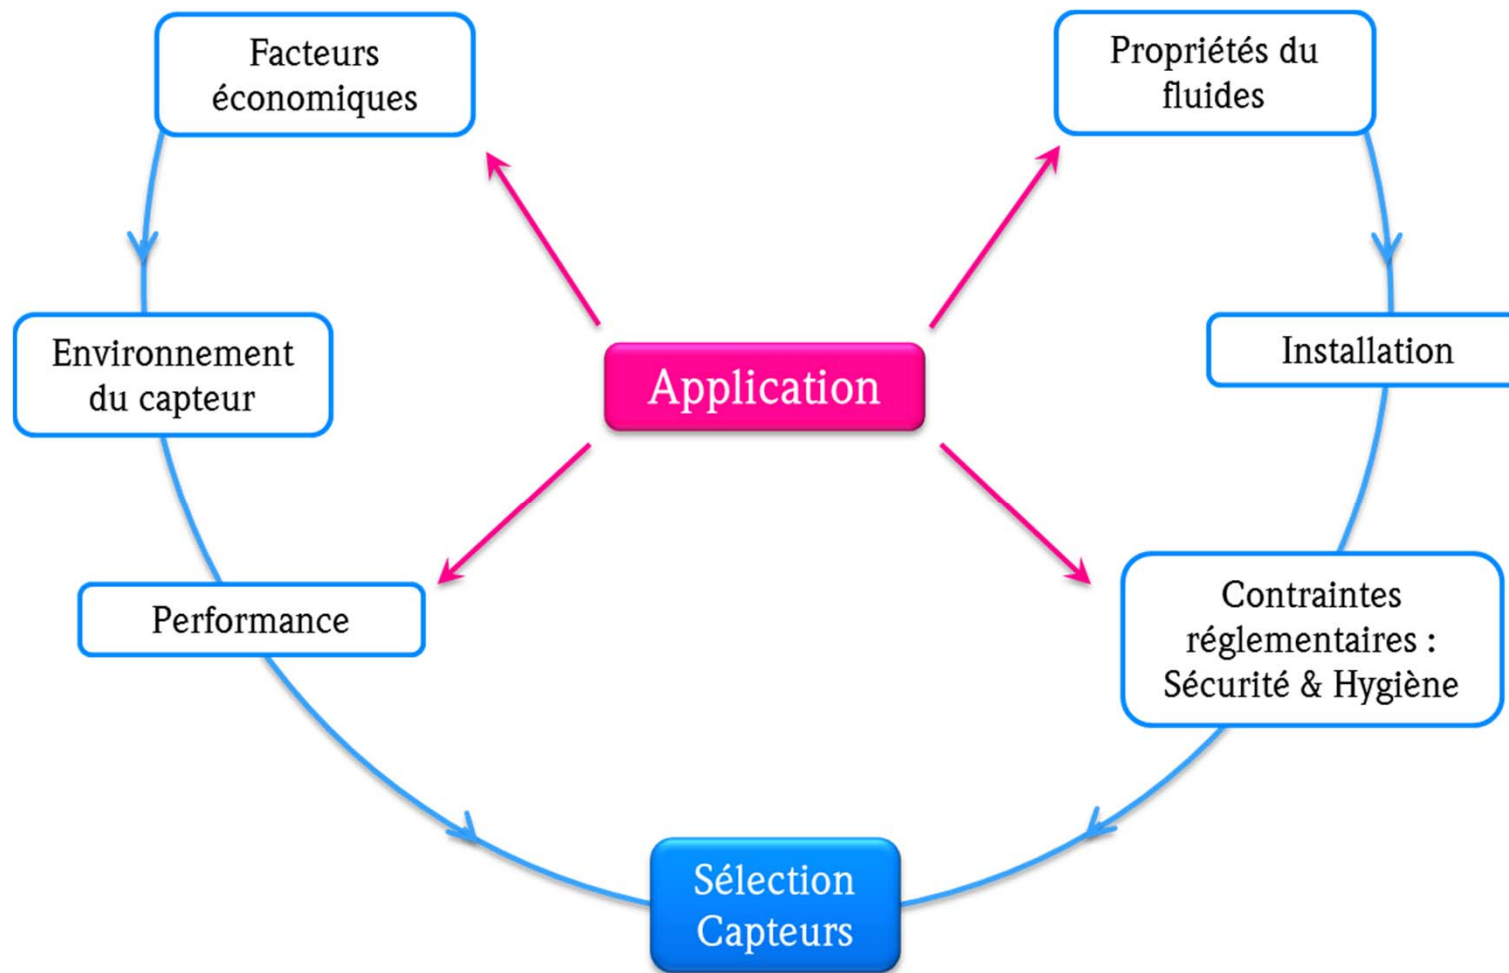 Facteurs
économiques
Propriétés du
fluides
Environnement
du capteur
Application
Installation
Performance
Contraintes
réglementaires :
Sécurité & Hygiène
Sélection
Capteurs